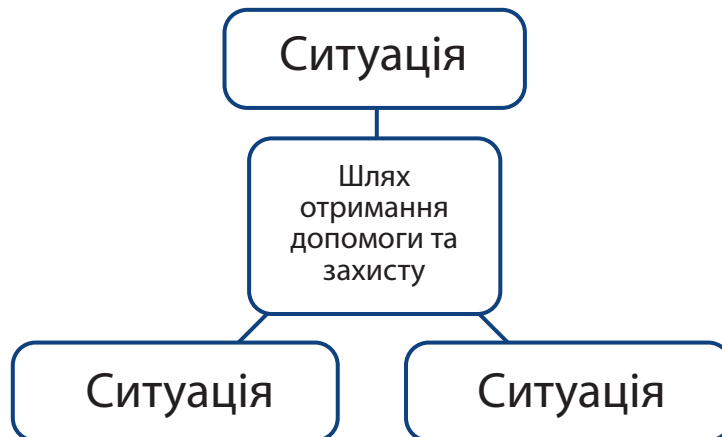 Ситуація
Шлях
отримання
допомоги та
захисту
Ситуація
Ситуація